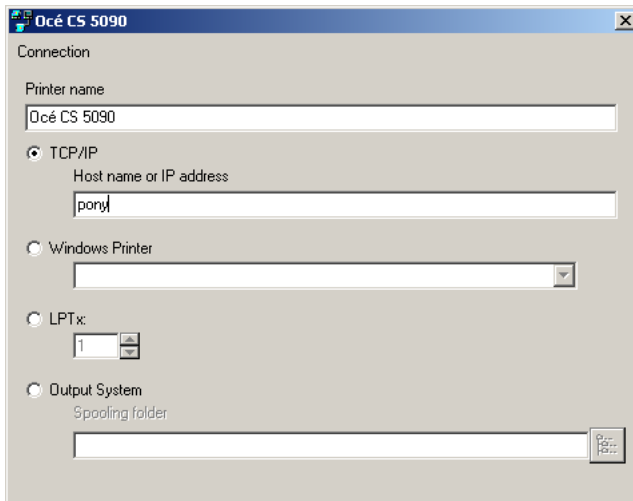 Océ CS 5090
Connection
Printer name
Océ CS 5090
TCP/IP
Host name or IP address
pony
Windows Printer
LPTx:
1
Output System
Spooling folder